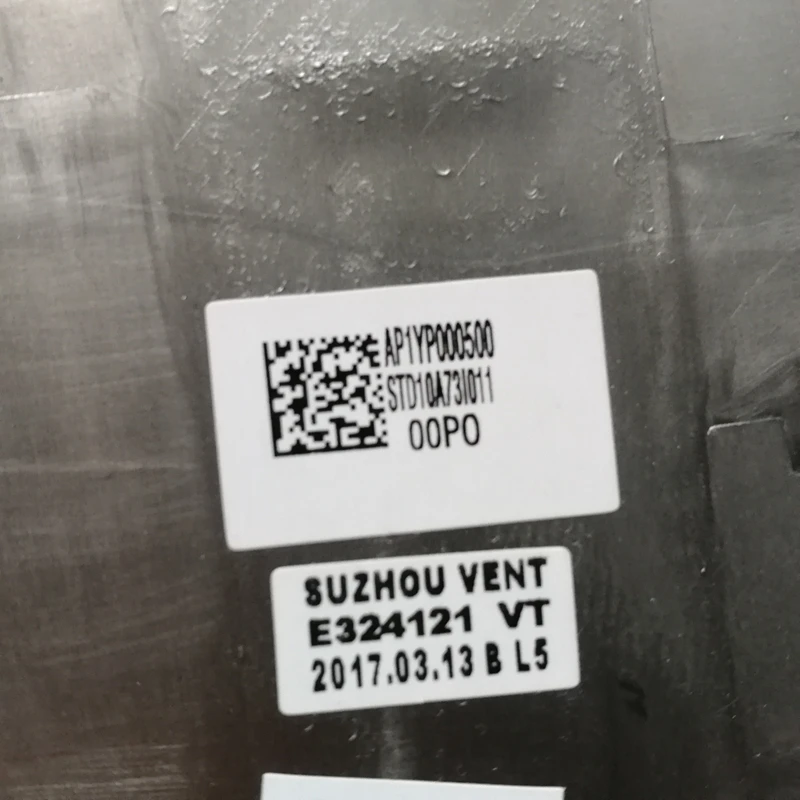 AP1YP000500
STD10A73I011
00PO
SUZHOU VENT
E324121 VT
2017.03.13 B L5